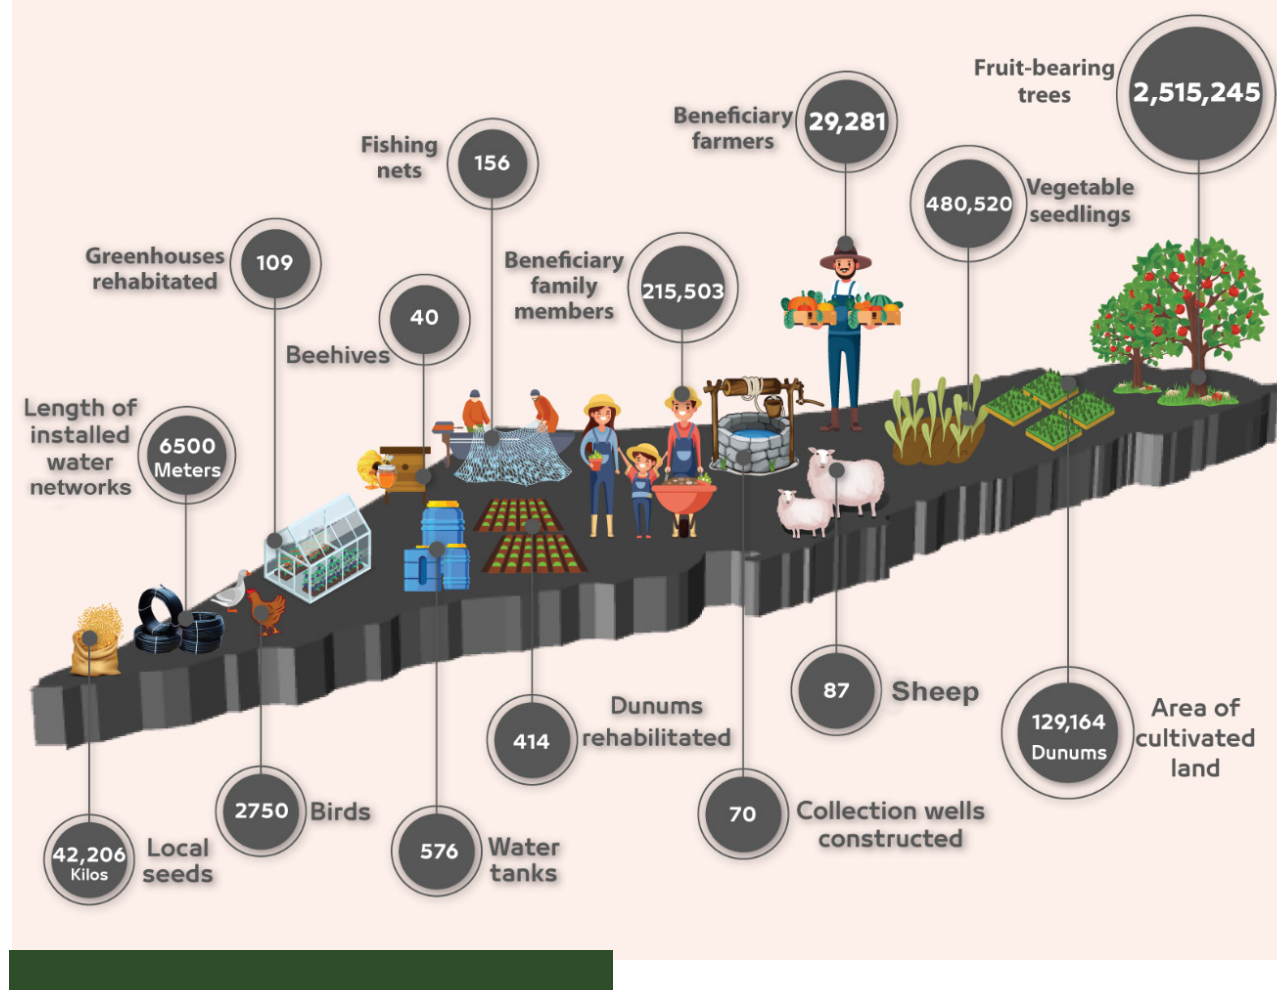 Fruit-bearing
trees
2,515,245
Beneficiary
farmers
29,281
Fishing
nets
156
Vegetable
seedlings
480,520
Greenhouses
rehabitated
109
Beneficiary
family
members
215,503
40
Beehives
Length of
installed
water
networks
6500
Meters
87
Sheep
129,164
Dunums
Area of
cultivated
land
414
Dunums
rehabilitated
2750
Birds
70
Collection wells
constructed
42,206
Kilos
Local
seeds
576
Water
tanks